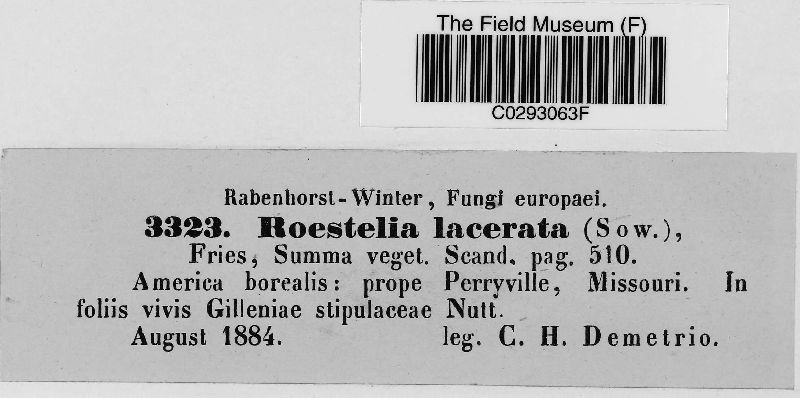 The Field Museum (F)
C0293063F
Rabenhorst-Winter, Fungi europaei.
3323. Roestelia lacerata (Sow.),
Fries, Summa veget. Scand. pag. 510.
America borealis: prope Perryville, Missouri. In
foliis vivis Gilleniae stipulaceae Nutt.
August 1884. leg. C. H. Demetrio.